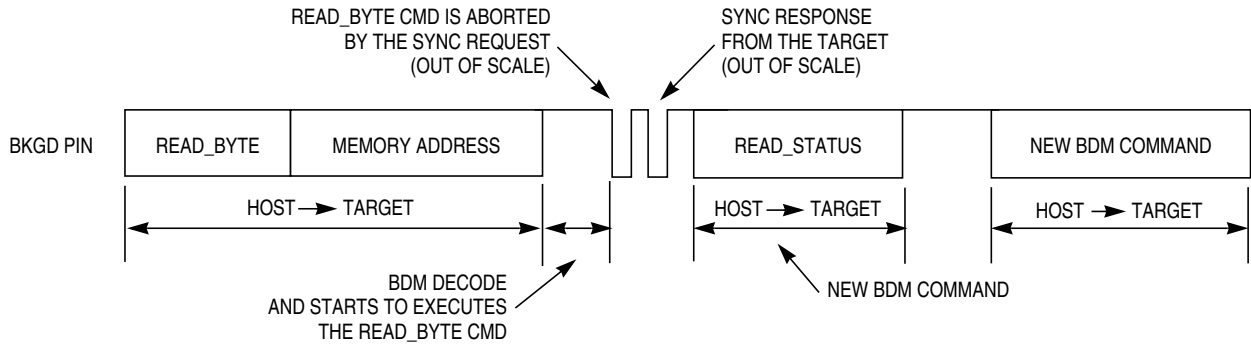 READ_BYTE CMD IS ABORTED
BY THE SYNC REQUEST
(OUT OF SCALE)
SYNC RESPONSE
FROM THE TARGET
(OUT OF SCALE)
BKGD PIN
READ_BYTE
MEMORY ADDRESS
READ_STATUS
NEW BDM COMMAND
HOST TARGET
HOST TARGET
HOST TARGET
BDM DECODE
AND STARTS TO EXECUTES
THE READ_BYTE CMD
NEW BDM COMMAND